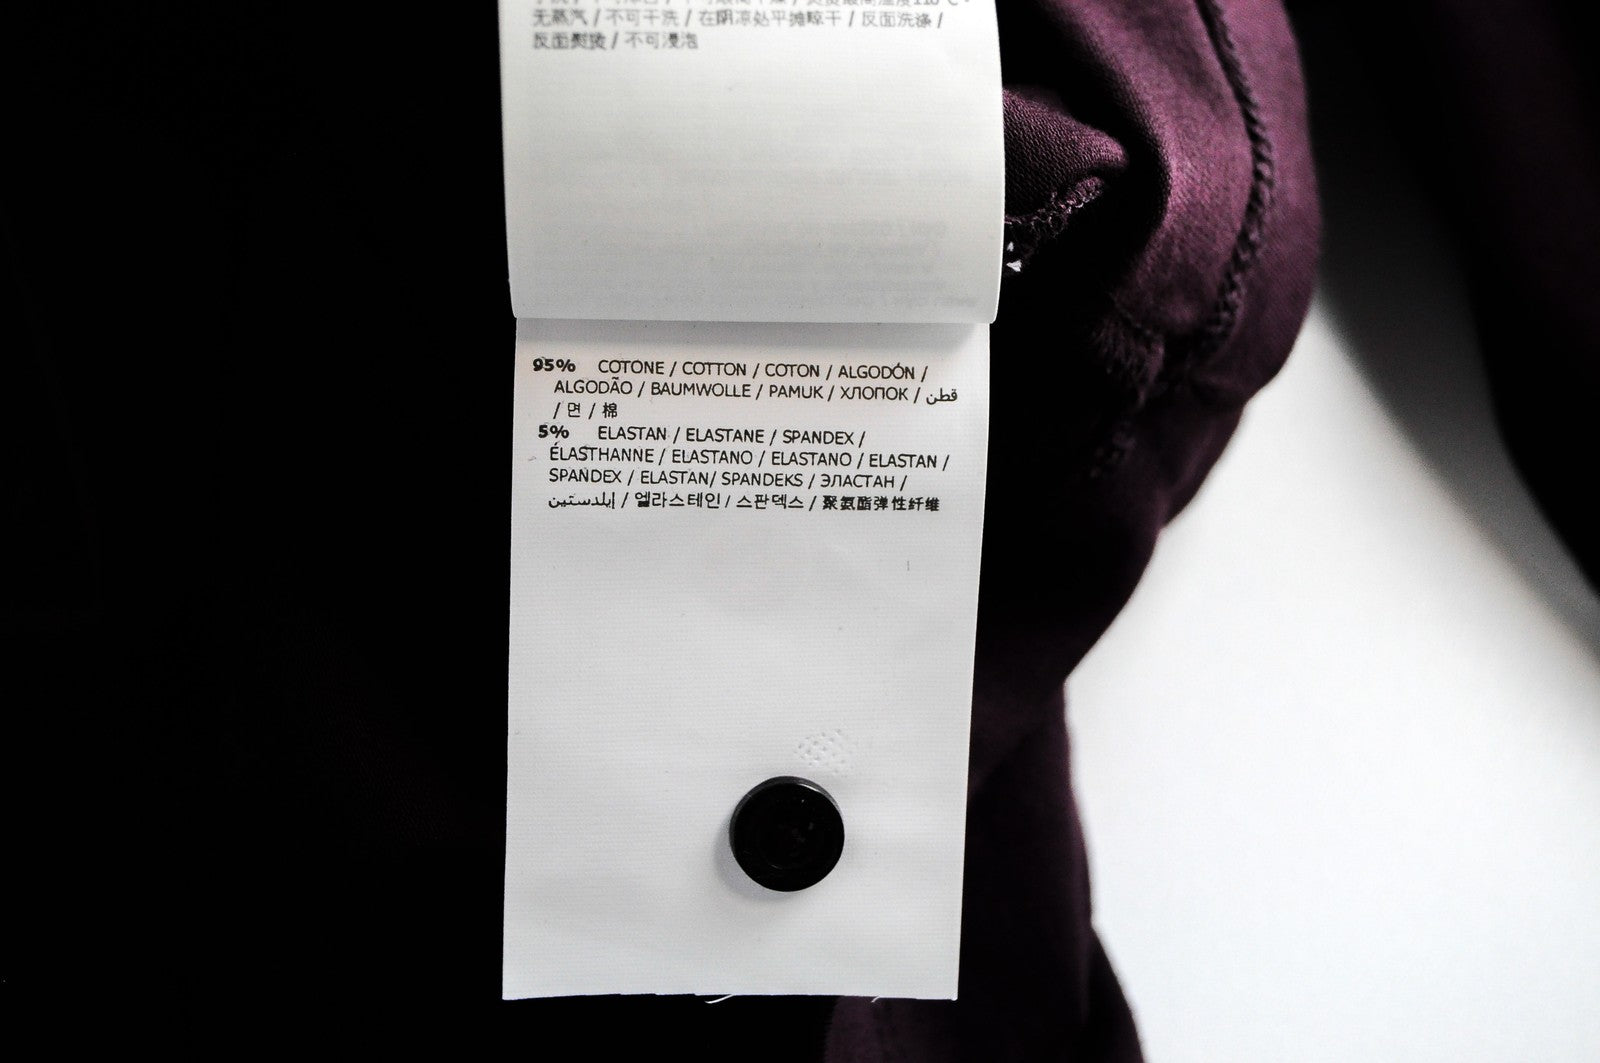 无蒸汽 / 不可干洗 / 在阴凉处平摊晾干 / 反面洗涤 /
反面熨烫 / 不可浸泡
95% COTONE / COTTON / COTON / ALGODÓN /
ALGODÃO / BAUMWOLLE / PAMUK / ХЛОПОК / قطن
/ 면 / 棉
5% ELASTAN / ELASTANE / SPANDEX /
ÉLASTHANNE / ELASTANO / ELASTANO / ELASTAN /
SPANDEX / ELASTAN/ SPANDEKS / ЭЛАСТАН /
إيلاستين / 엘라스테인 / 스판덱스 / 聚氨酯弹性纤维